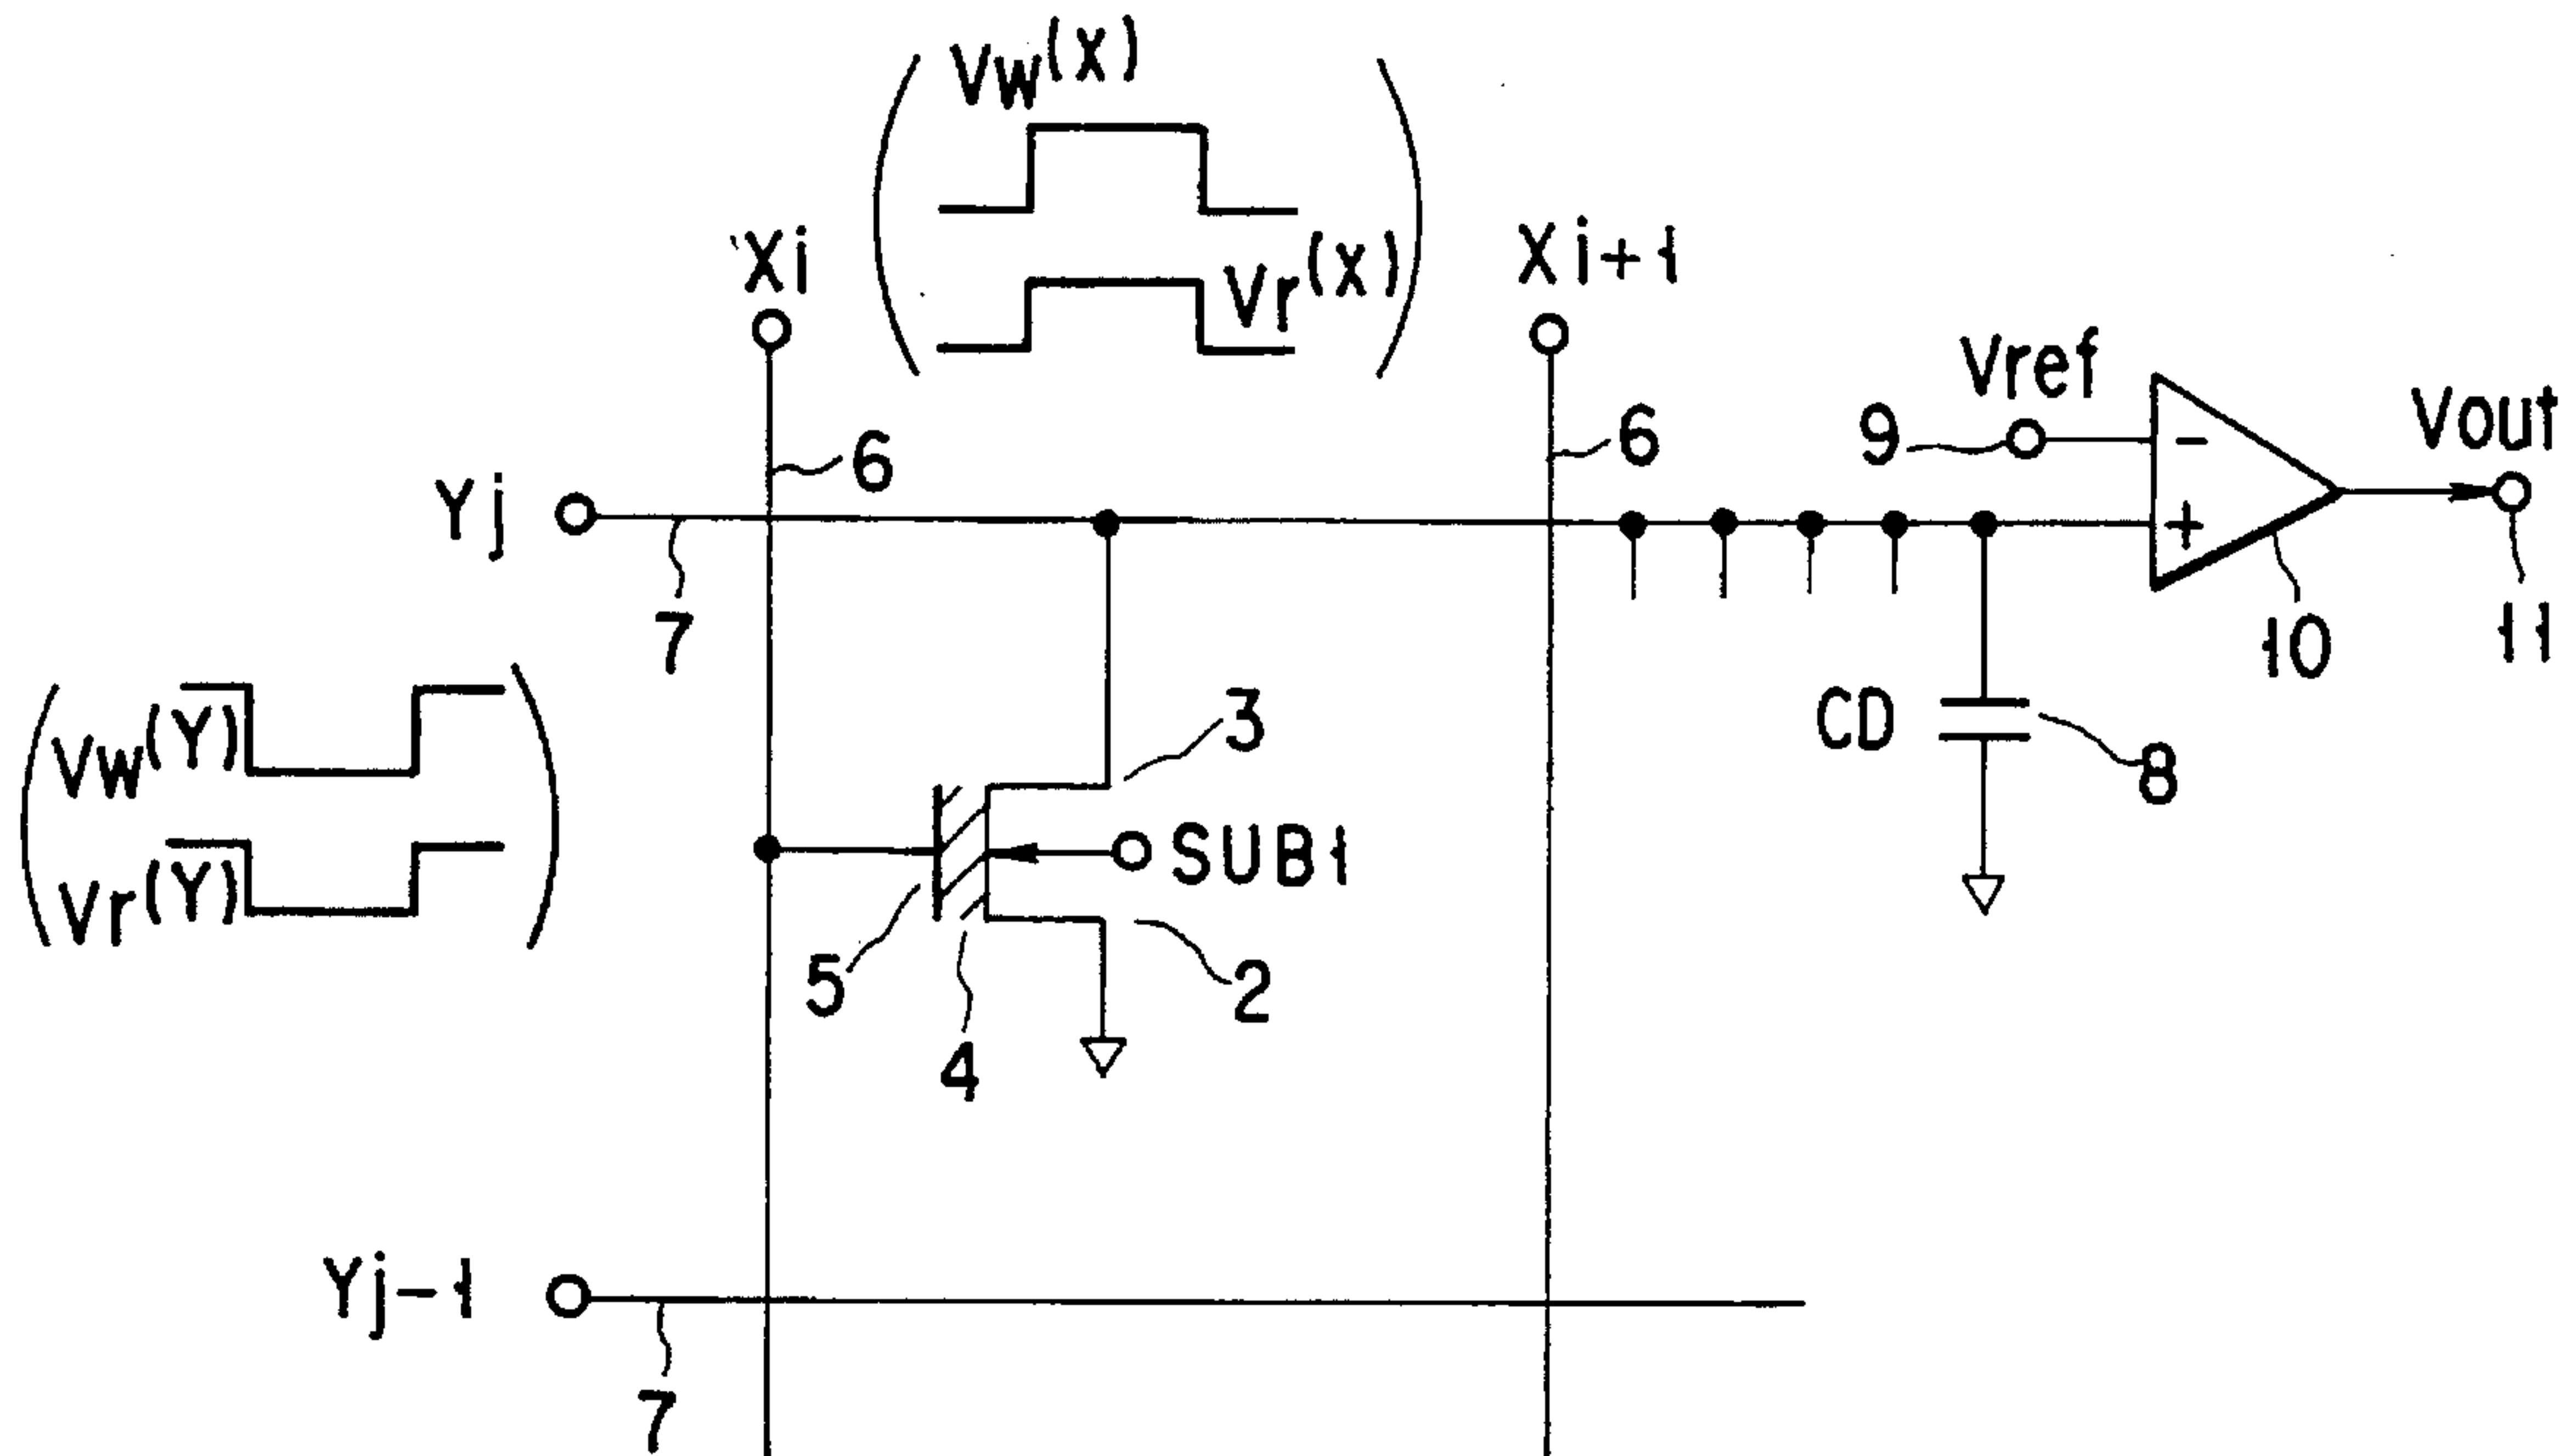 Vw(x)
Xi
Vr(x)
Xi+1
Vref
Vout
9
-
6
6
Yj
+
7
10
11
Vw(Y)
3
CD
8
SUB1
Vr(Y)
5
2
4
Yj-1
7